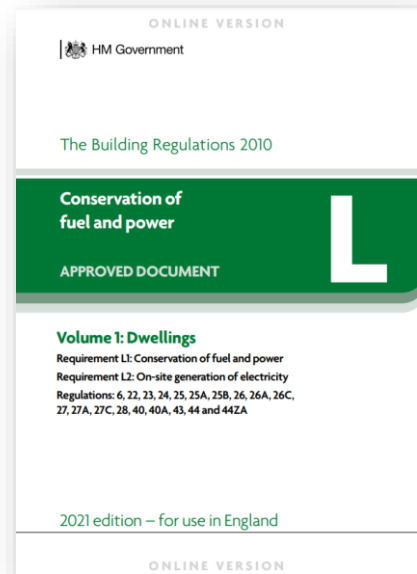 ONLINE VERSION
HM Government
The Building Regulations 2010
Conservation of
fuel and power
APPROVED DOCUMENT
L
Volume 1: Dwellings
Requirement L1: Conservation of fuel and power
Requirement L2: On-site generation of electricity
Regulations: 6, 22, 23, 24, 25, 25A, 25B, 26, 26A, 26C,
27, 27A, 27C, 28, 40, 40A, 43, 44 and 44ZA
2021 edition – for use in England
ONLINE VERSION